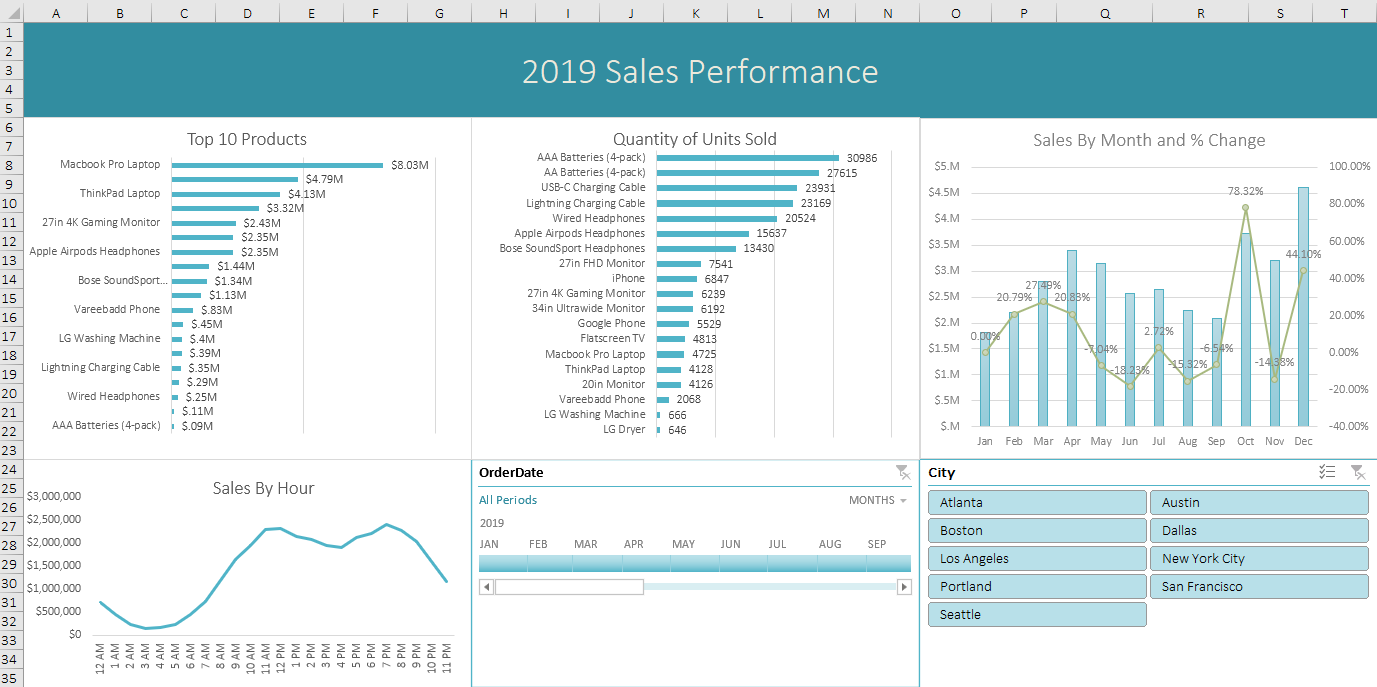 A B C D E F G H I J K L M N O P Q R S T
1
2
3
4
5
6
7
8
9
10
11
12
13
14
15
16
17
18
19
20
21
22
23
24
25
26
27
28
29
30
31
32
33
34
35
2019 Sales Performance
Top 10 Products
Macbook Pro Laptop $8.03M
$4.79M
ThinkPad Laptop $4.13M
$3.32M
27in 4K Gaming Monitor $2.43M
$2.35M
Apple Airpods Headphones $2.35M
$1.44M
Bose SoundSport... $1.34M
$1.13M
Vareebadd Phone $.83M
$.45M
LG Washing Machine $.4M
$.39M
Lightning Charging Cable $.35M
$.29M
Wired Headphones $.25M
$.11M
AAA Batteries (4-pack) $.09M
Quantity of Units Sold
AAA Batteries (4-pack) 30986
AA Batteries (4-pack) 27615
USB-C Charging Cable 23931
Lightning Charging Cable 23169
Wired Headphones 20524
Apple Airpods Headphones 15637
Bose SoundSport Headphones 13430
27in FHD Monitor 7541
iPhone 6847
27in 4K Gaming Monitor 6239
34in Ultrawide Monitor 6192
Google Phone 5529
Flatscreen TV 4813
Macbook Pro Laptop 4725
ThinkPad Laptop 4128
20in Monitor 4126
Vareebadd Phone 2068
LG Washing Machine 666
LG Dryer 646
Sales By Month and % Change
$5.M
$4.5M
$4.M
$3.5M
$3.M
$2.5M
$2.M
$1.5M
$1.M
$.5M
$.M
0.00%
20.79%
27.49%
20.83%
-7.04%
-18.23%
2.72%
-15.32%
-6.54%
78.32%
-14.33%
44.10%
100.00%
80.00%
60.00%
40.00%
20.00%
0.00%
-20.00%
-40.00%
Jan Feb Mar Apr May Jun Jul Aug Sep Oct Nov Dec
Sales By Hour
$3,000,000
$2,500,000
$2,000,000
$1,500,000
$1,000,000
$500,000
$0
12 AM 1 AM 2 AM 3 AM 4 AM 5 AM 6 AM 7 AM 8 AM 9 AM 10 AM 11 AM 12 PM 1 PM 2 PM 3 PM 4 PM 5 PM 6 PM 7 PM 8 PM 9 PM 10 PM 11 PM
OrderDate
All Periods MONTHS
2019
JAN FEB MAR APR MAY JUN JUL AUG SEP
City
Atlanta Austin
Boston Dallas
Los Angeles New York City
Portland San Francisco
Seattle